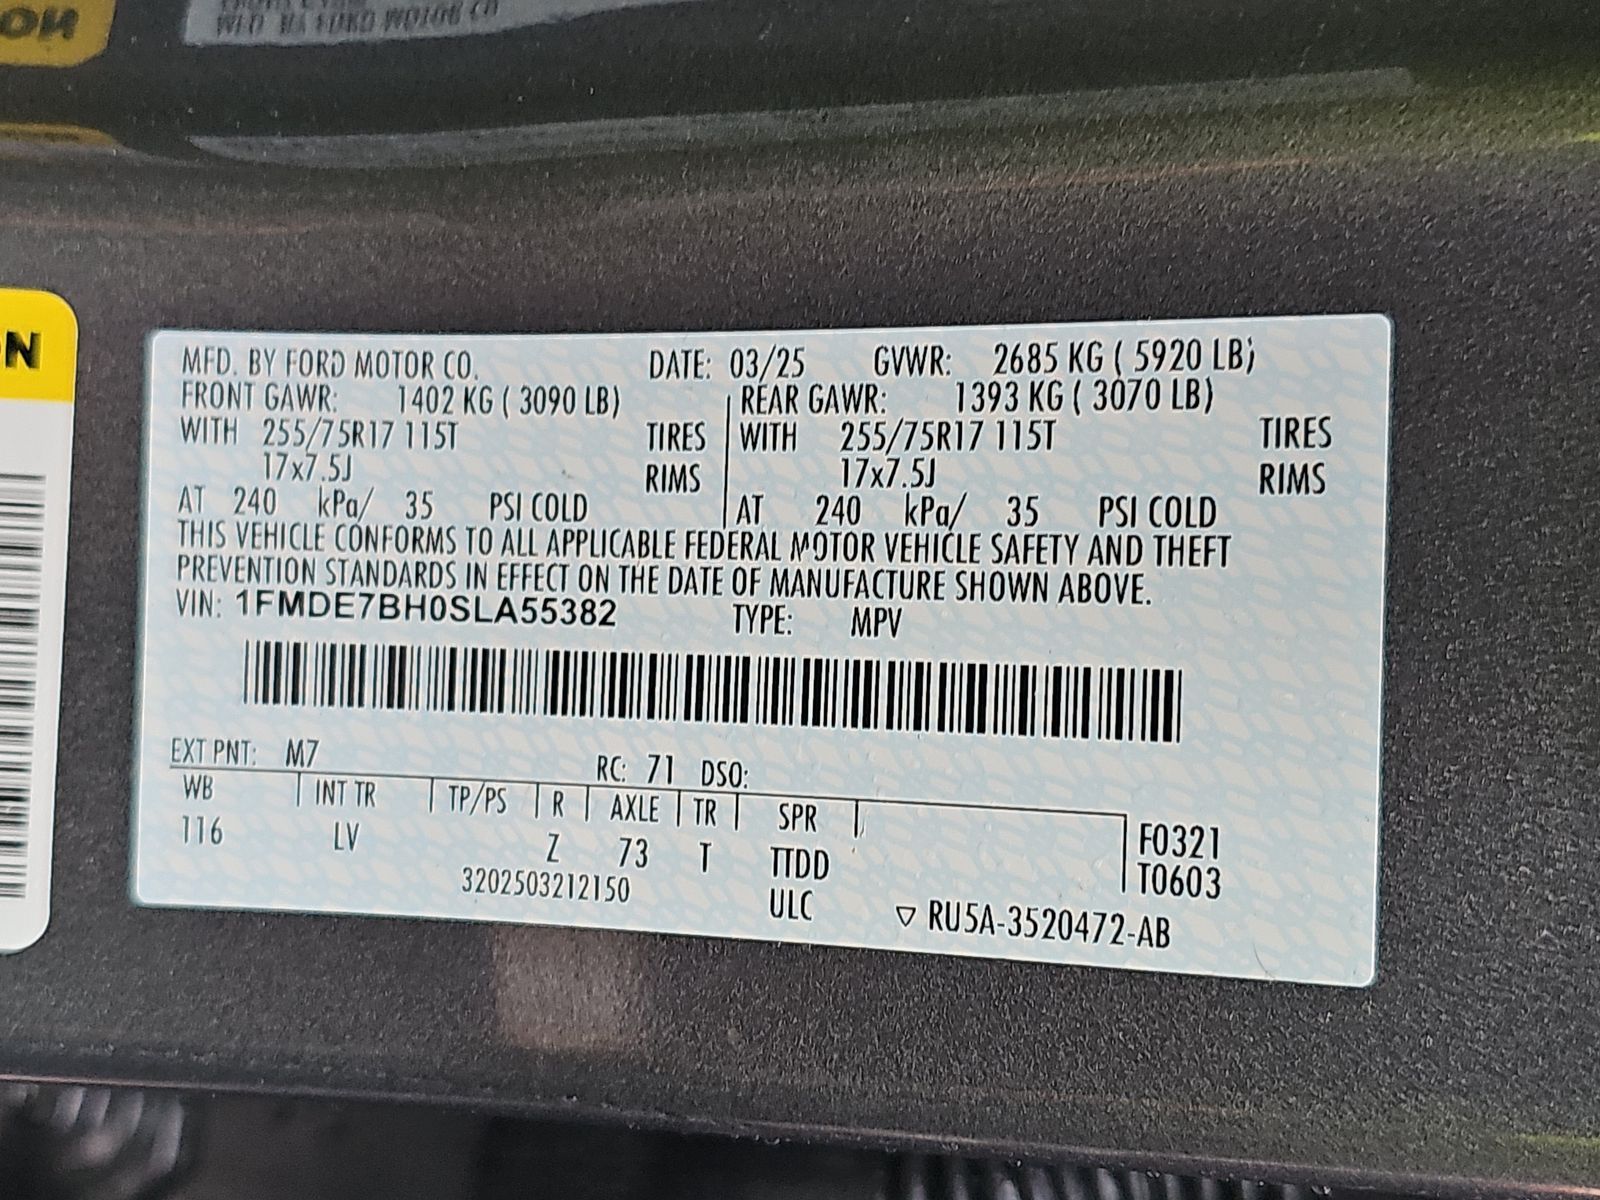 MFD. BY FORD MOTOR CO. DATE: 03/25 GVWR: 2685 KG ( 5920 LB)
FRONT GAWR: 1402 KG ( 3090 LB) REAR GAWR: 1393 KG ( 3070 LB)
WITH 255/75R17 115T TIRES WITH 255/75R17 115T TIRES
17x7.5J RIMS 17x7.5J RIMS
AT 240 kPa/ 35 PSI COLD AT 240 kPa/ 35 PSI COLD
THIS VEHICLE CONFORMS TO ALL APPLICABLE FEDERAL MOTOR VEHICLE SAFETY AND THEFT
PREVENTION STANDARDS IN EFFECT ON THE DATE OF MANUFACTURE SHOWN ABOVE.
VIN: 1FMDE7BH0SLA55382 TYPE: MPV
EXT PNT: M7 RC: 71 DSO:
WB INT TR TP/PS R AXLE TR SPR
116 LV Z 73 T TTDD
F0321
T0603
3202503212150 ULC ▽ RU5A-3520472-AB